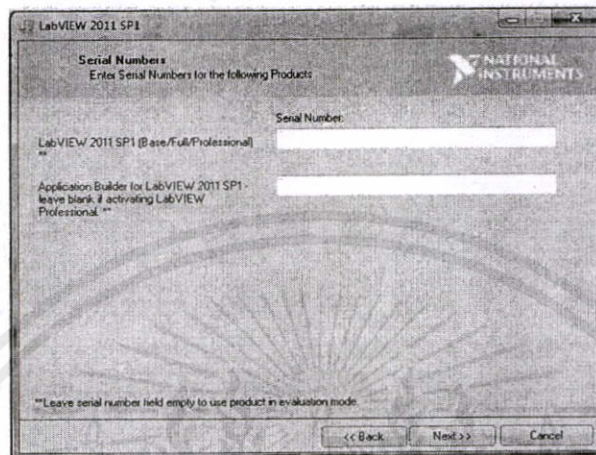 LabVIEW 2011 SP1
Serial Numbers
Enter Serial Numbers for the following Products
NATIONAL
INSTRUMENTS
Serial Number:
LabVIEW 2011 SP1 (Base/Full/Professional)
**
Application Builder for LabVIEW 2011 SP1 -
leave blank if activating LabVIEW
Professional. **
**Leave serial number field empty to use product in evaluation mode.
<< Back
Next >>
Cancel